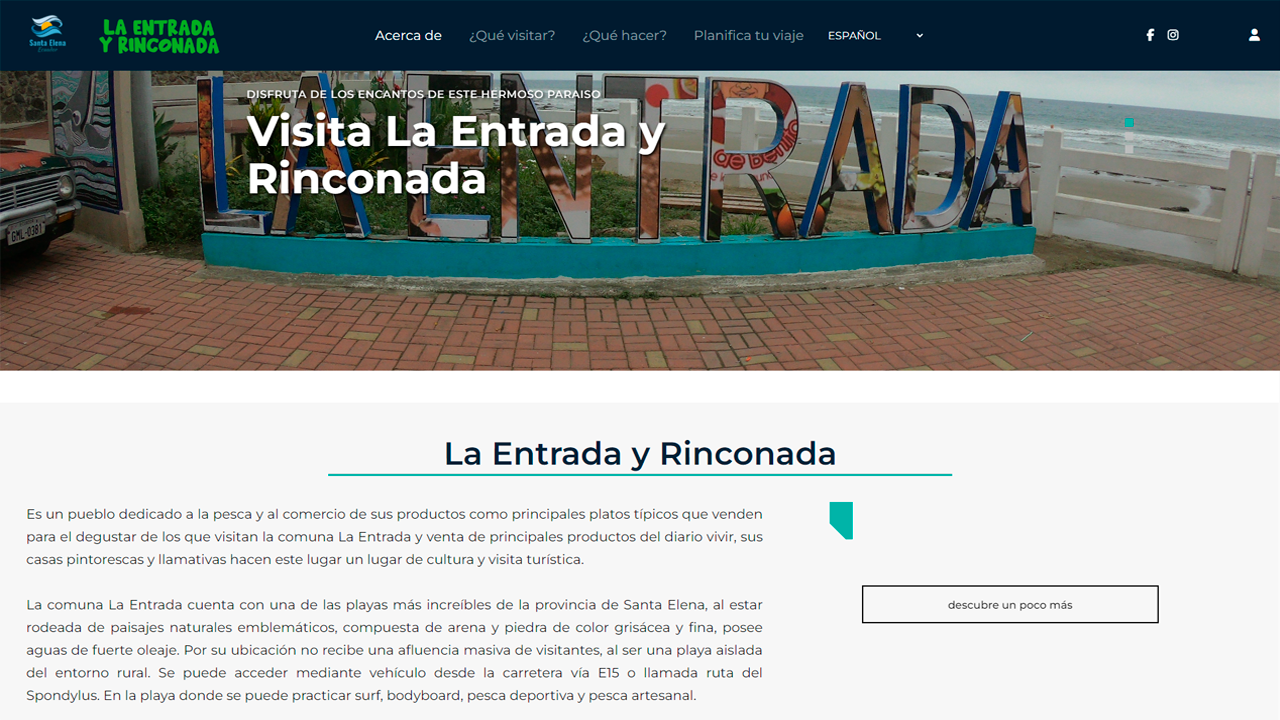 Santa Elena
Ecuador
LA ENTRADA
Y RINCONADA
Acerca de
¿Qué visitar?
¿Qué hacer?
Planifica tu viaje
ESPAÑOL
DISFRUTA DE LOS ENCANTOS DE ESTE HERMOSO PARAISO
Visita La Entrada y
Rinconada
LA ENTRADA
de berlin
GML-0381
La Entrada y Rinconada
Es un pueblo dedicado a la pesca y al comercio de sus productos como principales platos típicos que venden
para el degustar de los que visitan la comuna La Entrada y venta de principales productos del diario vivir, sus
casas pintorescas y llamativas hacen este lugar un lugar de cultura y visita turística.
La comuna La Entrada cuenta con una de las playas más increíbles de la provincia de Santa Elena, al estar
rodeada de paisajes naturales emblemáticos, compuesta de arena y piedra de color grisácea y fina, posee
aguas de fuerte oleaje. Por su ubicación no recibe una afluencia masiva de visitantes, al ser una playa aislada
del entorno rural. Se puede acceder mediante vehículo desde la carretera vía E15 o llamada ruta del
Spondylus. En la playa donde se puede practicar surf, bodyboard, pesca deportiva y pesca artesanal.
descubre un poco más